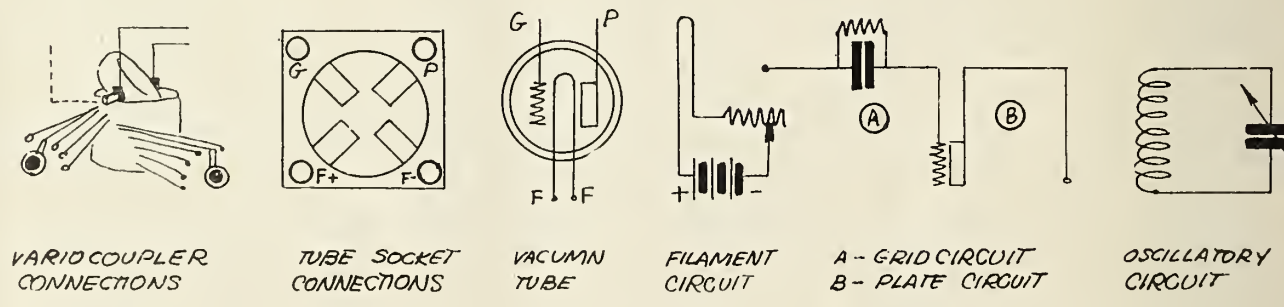 G P
F+ F-
G P
F F
+ -
A B
VARIOCOUPLER
CONNECTIONS
TUBE SOCKET
CONNECTIONS
VACUMN
TUBE
FILAMENT
CIRCUIT
A - GRID CIRCUIT
B - PLATE CIRCUIT
OSCILLATORY
CIRCUIT